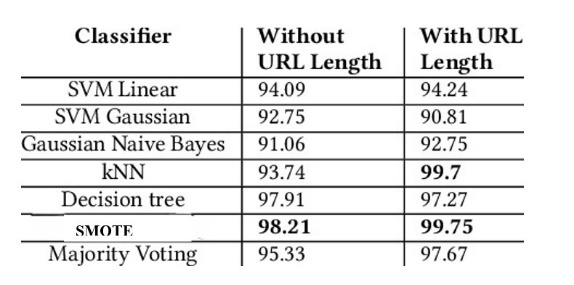 Classifier Without URL Length With URL Length
SVM Linear 94.09 94.24
SVM Gaussian 92.75 90.81
Gaussian Naive Bayes 91.06 92.75
kNN 93.74 99.7
Decision tree 97.91 97.27
SMOTE 98.21 99.75
Majority Voting 95.33 97.67